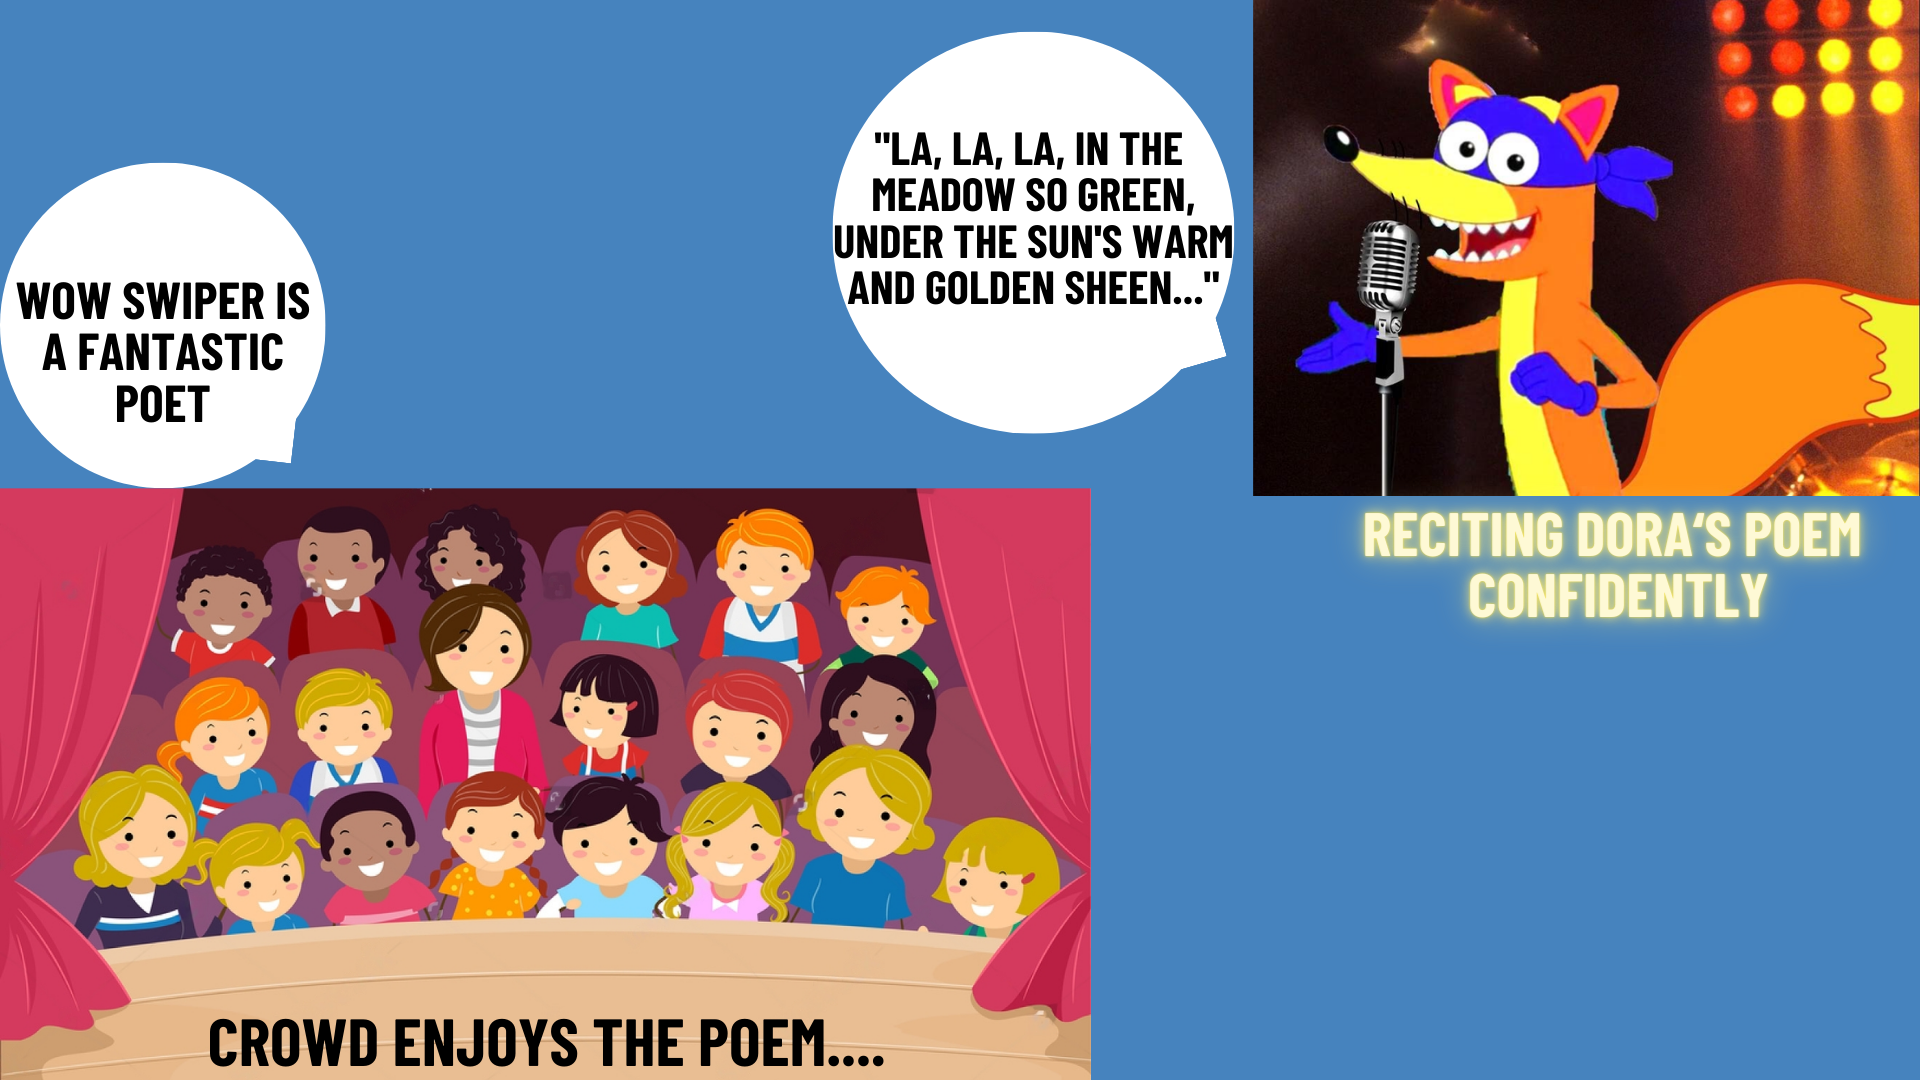 "LA, LA, LA, IN THE
MEADOW SO GREEN,
UNDER THE SUN'S WARM
AND GOLDEN SHEEN..."
WOW SWIPER IS
A FANTASTIC
POET
RECITING DORA‘S POEM
CONFIDENTLY
CROWD ENJOYS THE POEM....